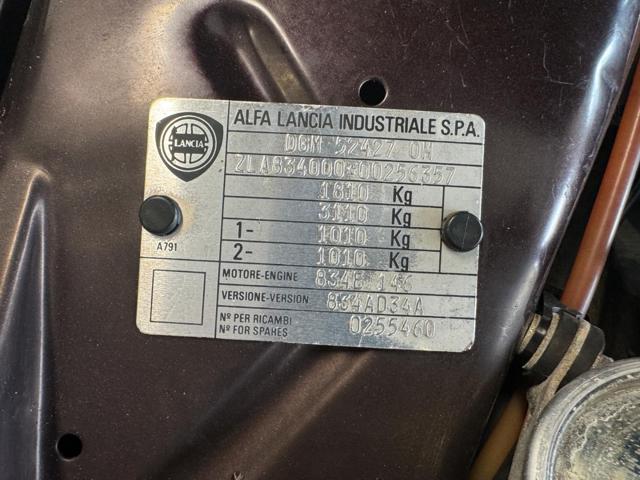 ALFA LANCIA INDUSTRIALE S.P.A.
LANCIA
DGM 52427 OM
ZLA834000*00256357
1810 Kg
3110 Kg
1- 1010 Kg
2- 1010 Kg
A791
MOTORE-ENGINE 834B 146
VERSIONE-VERSION 834AD34A
Nº PER RICAMBI
Nº FOR SPARES 0255460